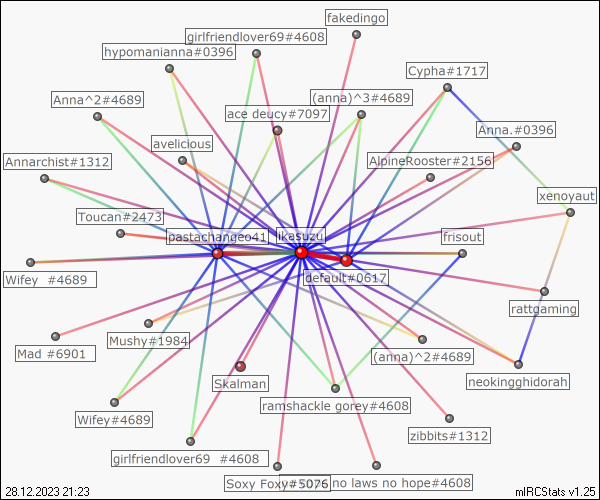 fakedingo
girlfriendlover69#4608
hypomanianna#0396
Cypha#1717
Anna^2#4689
(anna)^3#4689
ace deucy#7097
Anna.#0396
avelicious
Annarchist#1312
AlpineRooster#2156
xenoyaut
Toucan#2473
pastachangeo41
ikasuzu
frisout
Wifey #4689
default#0617
rattgaming
Mushy#1984
Mad #6901
(anna)^2#4689
neokingghidorah
Skalman
ramshackle gorey#4608
Wifey#4689
zibbits#1312
girlfriendlover69 #4608
Soxy Foxy#5076
no laws no hope#4608
28.12.2023 21:23
mIRCStats v1.25